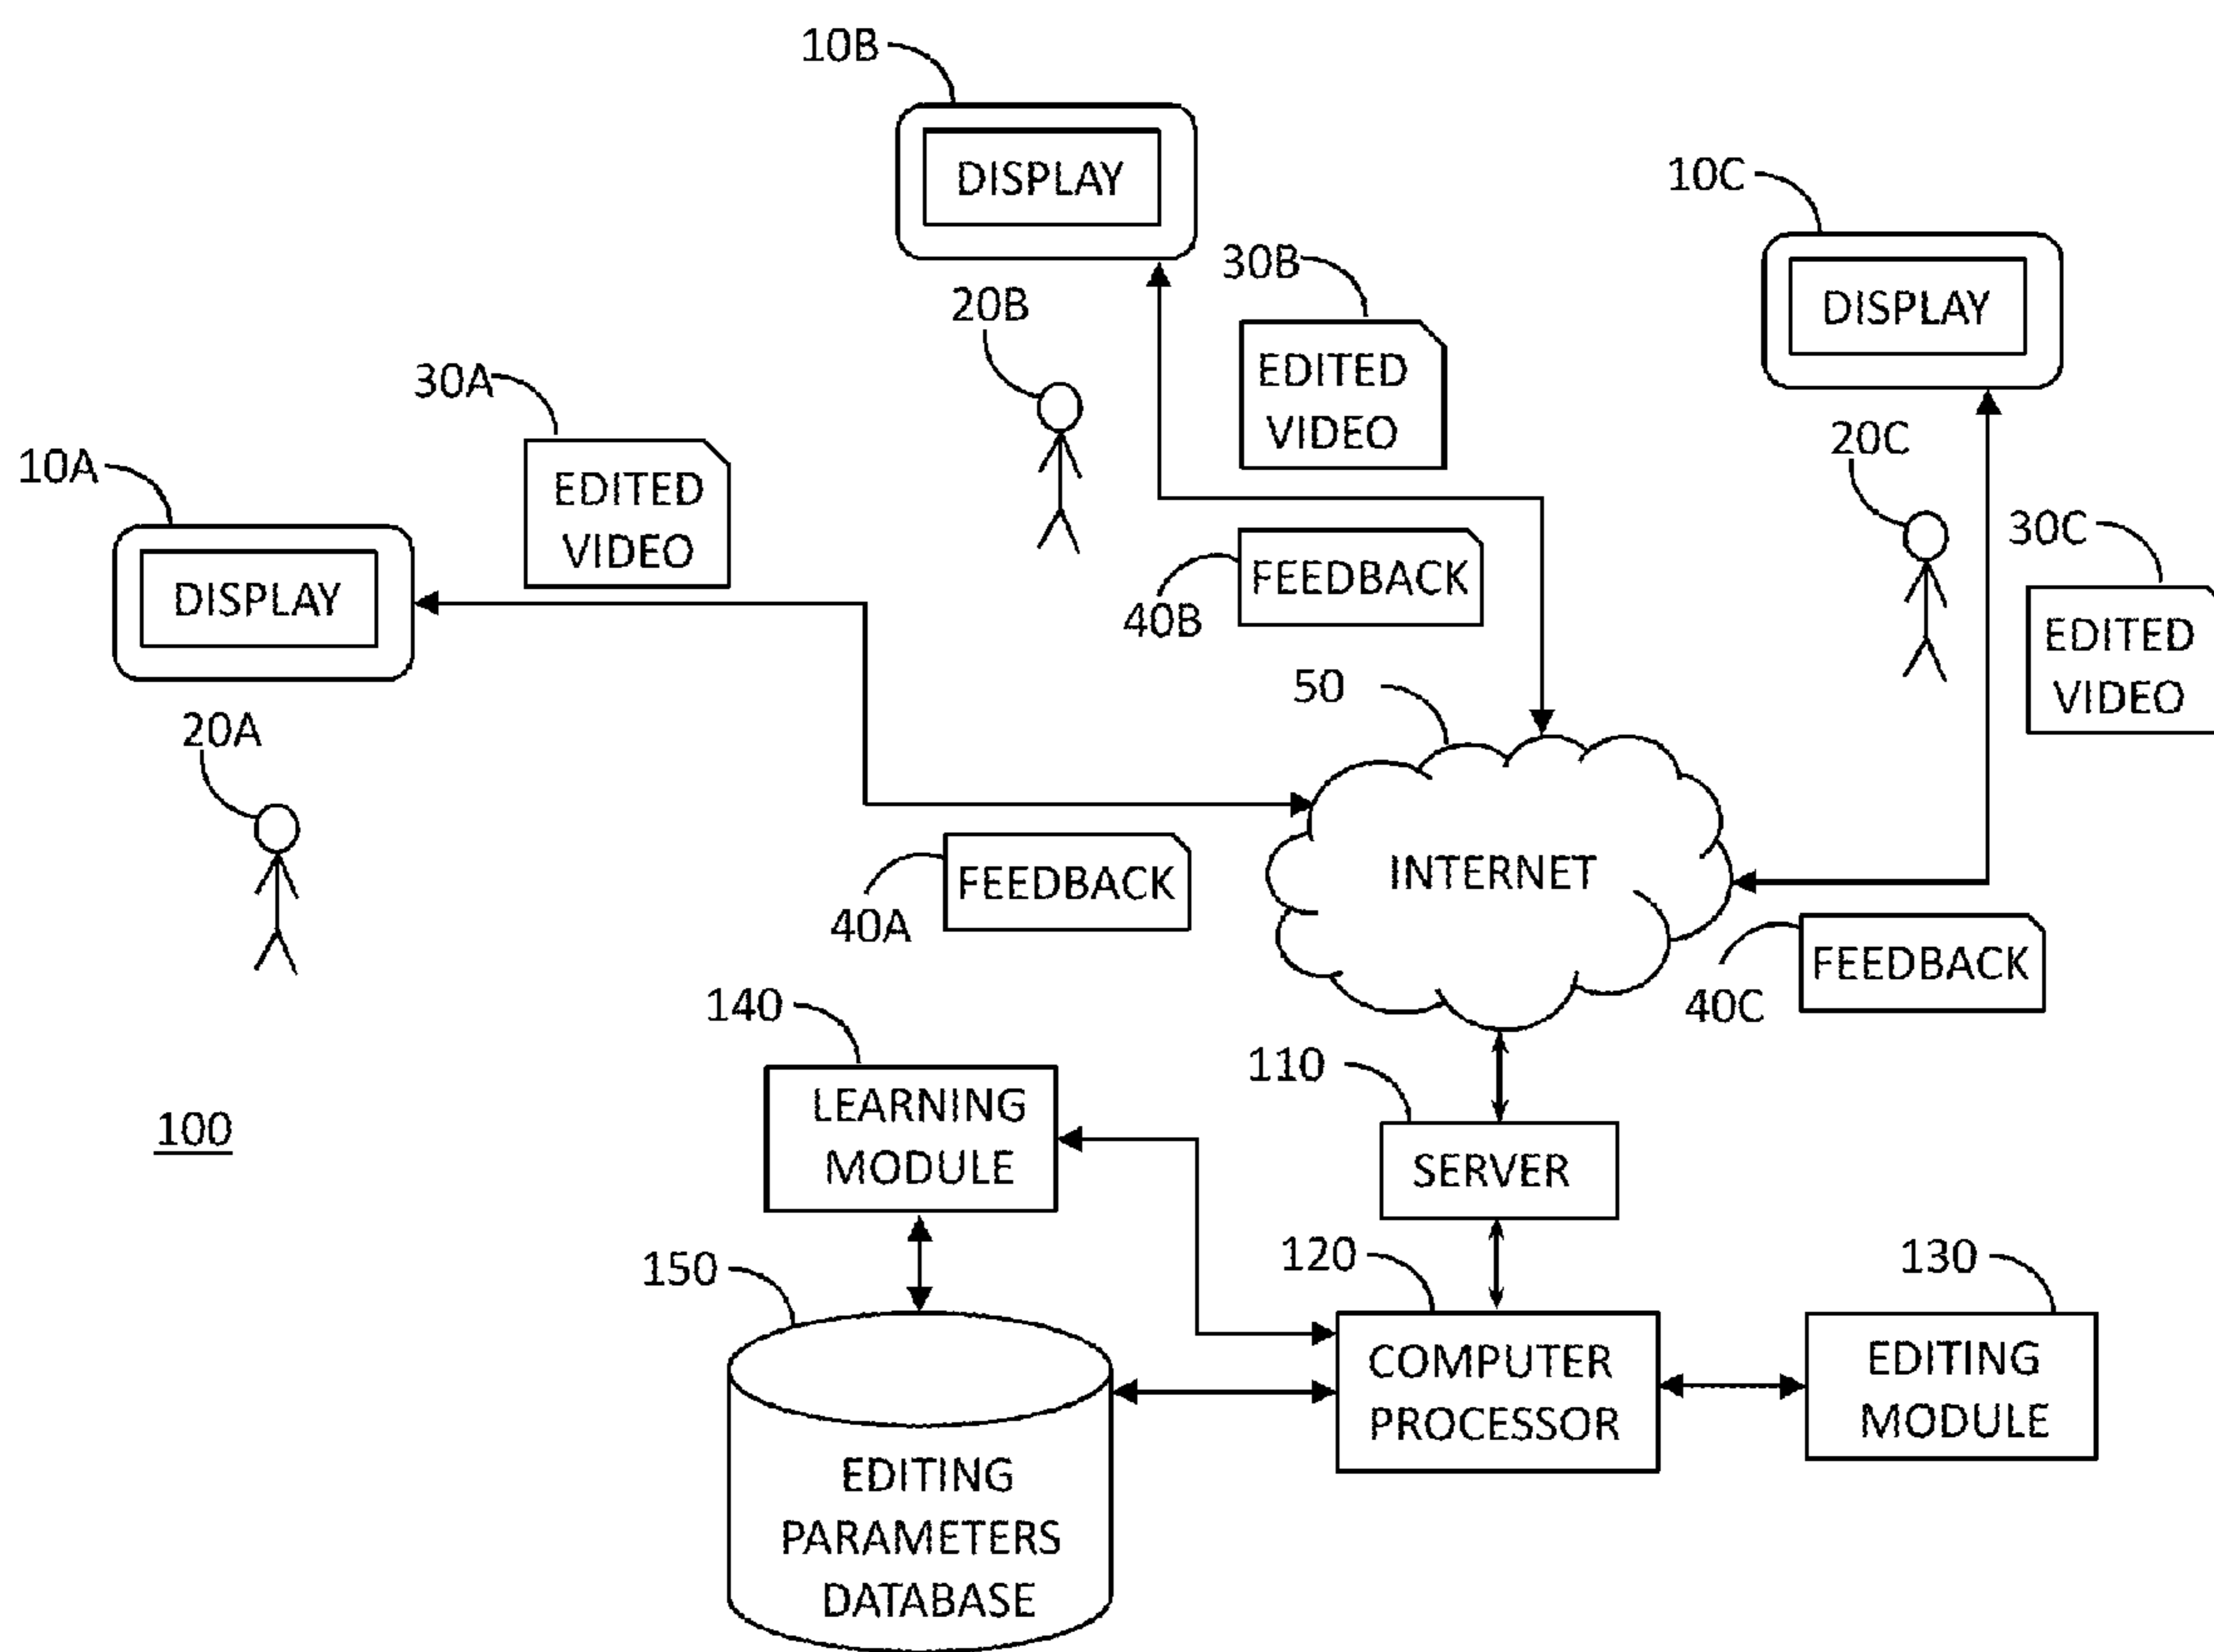 10B
DISPLAY
10C
DISPLAY
30B
EDITED
VIDEO
20B
30A
EDITED
VIDEO
10A
DISPLAY
20C
30C
EDITED
VIDEO
FEEDBACK
40B
50
20A
INTERNET
FEEDBACK
40A
FEEDBACK
40C
140
LEARNING
MODULE
110
SERVER
100
150
EDITING
PARAMETERS
DATABASE
120
COMPUTER
PROCESSOR
130
EDITING
MODULE